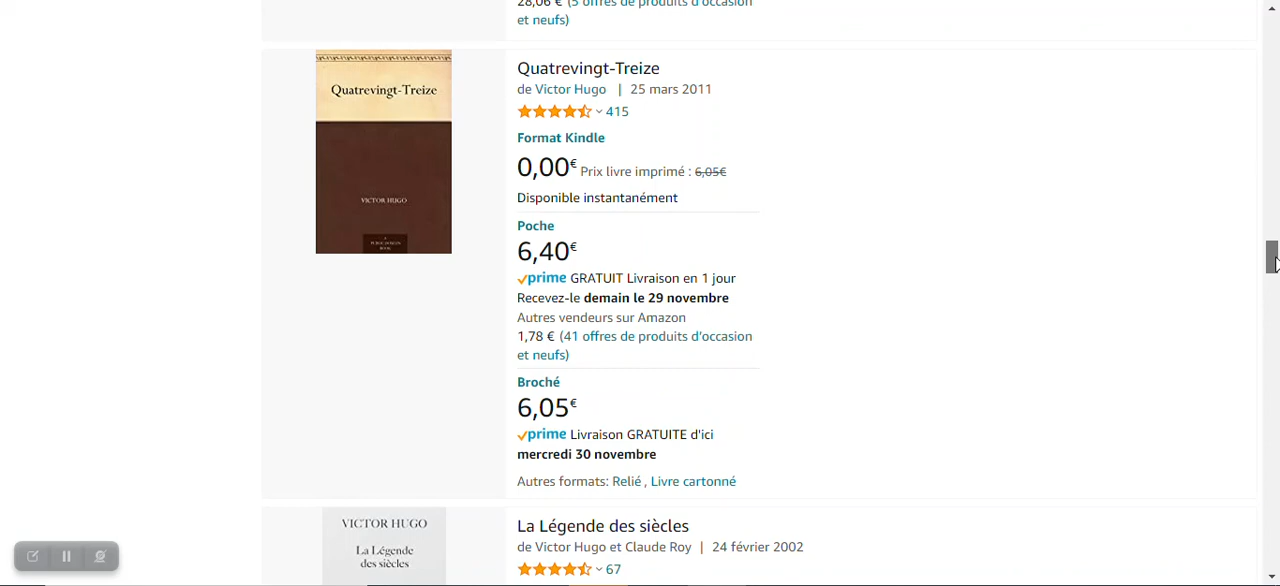 28,06 € (5 offres de produits d'occasion
et neufs)
Quatrevingt-Treize
VICTOR HUGO
A
PUBLIC DOMAIN
BOOK
Quatrevingt-Treize
de Victor Hugo | 25 mars 2011
415
Format Kindle
0,00€ Prix livre imprimé : 6,05€
Disponible instantanément
Poche
6,40€
prime GRATUIT Livraison en 1 jour
Recevez-le demain le 29 novembre
Autres vendeurs sur Amazon
1,78 € (41 offres de produits d'occasion
et neufs)
Broché
6,05€
prime Livraison GRATUITE d'ici
mercredi 30 novembre
Autres formats: Relié , Livre cartonné
VICTOR HUGO
La Légende
des siècles
La Légende des siècles
de Victor Hugo et Claude Roy | 24 février 2002
67